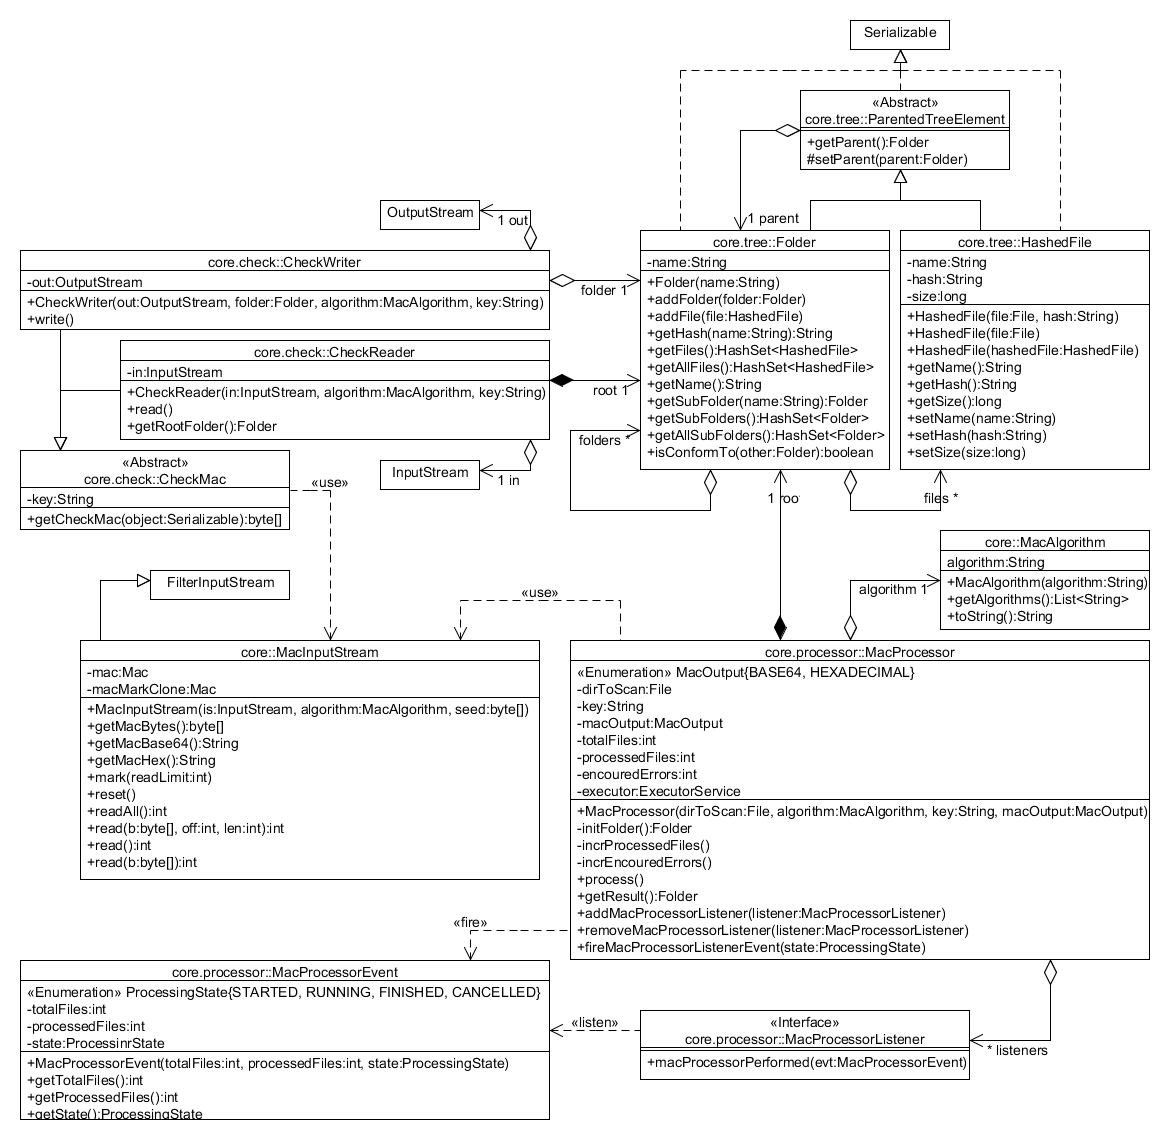 Serializable
«Abstract»
core.tree::ParentedTreeElement
+getParent():Folder
#setParent(parent:Folder)
1 parent
OutputStream
1 out
core.check::CheckWriter
-out:OutputStream
+CheckWriter(out:OutputStream, folder:Folder, algorithm:MacAlgorithm, key:String)
+write()
folder 1
core.tree::Folder
-name:String
+Folder(name:String)
+addFolder(folder:Folder)
+addFile(file:HashedFile)
+getHash(name:String):String
+getFiles():HashSet<HashedFile>
+getAllFiles():HashSet<HashedFile>
+getName():String
+getSubFolder(name:String):Folder
+getSubFolders():HashSet<Folder>
+getAllSubFolders():HashSet<Folder>
+isConformTo(other:Folder):boolean
core.tree::HashedFile
-name:String
-hash:String
-size:long
+HashedFile(file:File, hash:String)
+HashedFile(file:File)
+HashedFile(hashedFile:HashedFile)
+getName():String
+getHash():String
+getSize():long
+setName(name:String)
+setHash(hash:String)
+setSize(size:long)
core.check::CheckReader
-in:InputStream
+CheckReader(in:InputStream, algorithm:MacAlgorithm, key:String)
+read()
+getRootFolder():Folder
root 1
folders *
InputStream
1 in
«Abstract»
core.check::CheckMac
-key:String
+getCheckMac(object:Serializable):byte[]
«use»
1 root
files *
core::MacAlgorithm
algorithm:String
+MacAlgorithm(algorithm:String)
+getAlgorithms():List<String>
+toString():String
algorithm 1
FilterInputStream
«use»
core::MacInputStream
-mac:Mac
-macMarkClone:Mac
+MacInputStream(is:InputStream, algorithm:MacAlgorithm, seed:byte[])
+getMacBytes():byte[]
+getMacBase64():String
+getMacHex():String
+mark(readLimit:int)
+reset()
+readAll():int
+read(b:byte[], off:int, len:int):int
+read():int
+read(b:byte[]):int
core.processor::MacProcessor
«Enumeration» MacOutput{BASE64, HEXADECIMAL}
-dirToScan:File
-key:String
-macOutput:MacOutput
-totalFiles:int
-processedFiles:int
-encouredErrors:int
-executor:ExecutorService
+MacProcessor(dirToScan:File, algorithm:MacAlgorithm, key:String, macOutput:MacOutput)
-initFolder():Folder
-incrProcessedFiles()
-incrEncouredErrors()
+process()
+getResult():Folder
+addMacProcessorListener(listener:MacProcessorListener)
+removeMacProcessorListener(listener:MacProcessorListener)
+fireMacProcessorListenerEvent(state:ProcessingState)
«fire»
core.processor::MacProcessorEvent
«Enumeration» ProcessingState{STARTED, RUNNING, FINISHED, CANCELLED}
-totalFiles:int
-processedFiles:int
-state:ProcessinrState
+MacProcessorEvent(totalFiles:int, processedFiles:int, state:ProcessingState)
+getTotalFiles():int
+getProcessedFiles():int
+getState():ProcessingState
«listen»
«Interface»
core.processor::MacProcessorListener
+macProcessorPerformed(evt:MacProcessorEvent)
* listeners